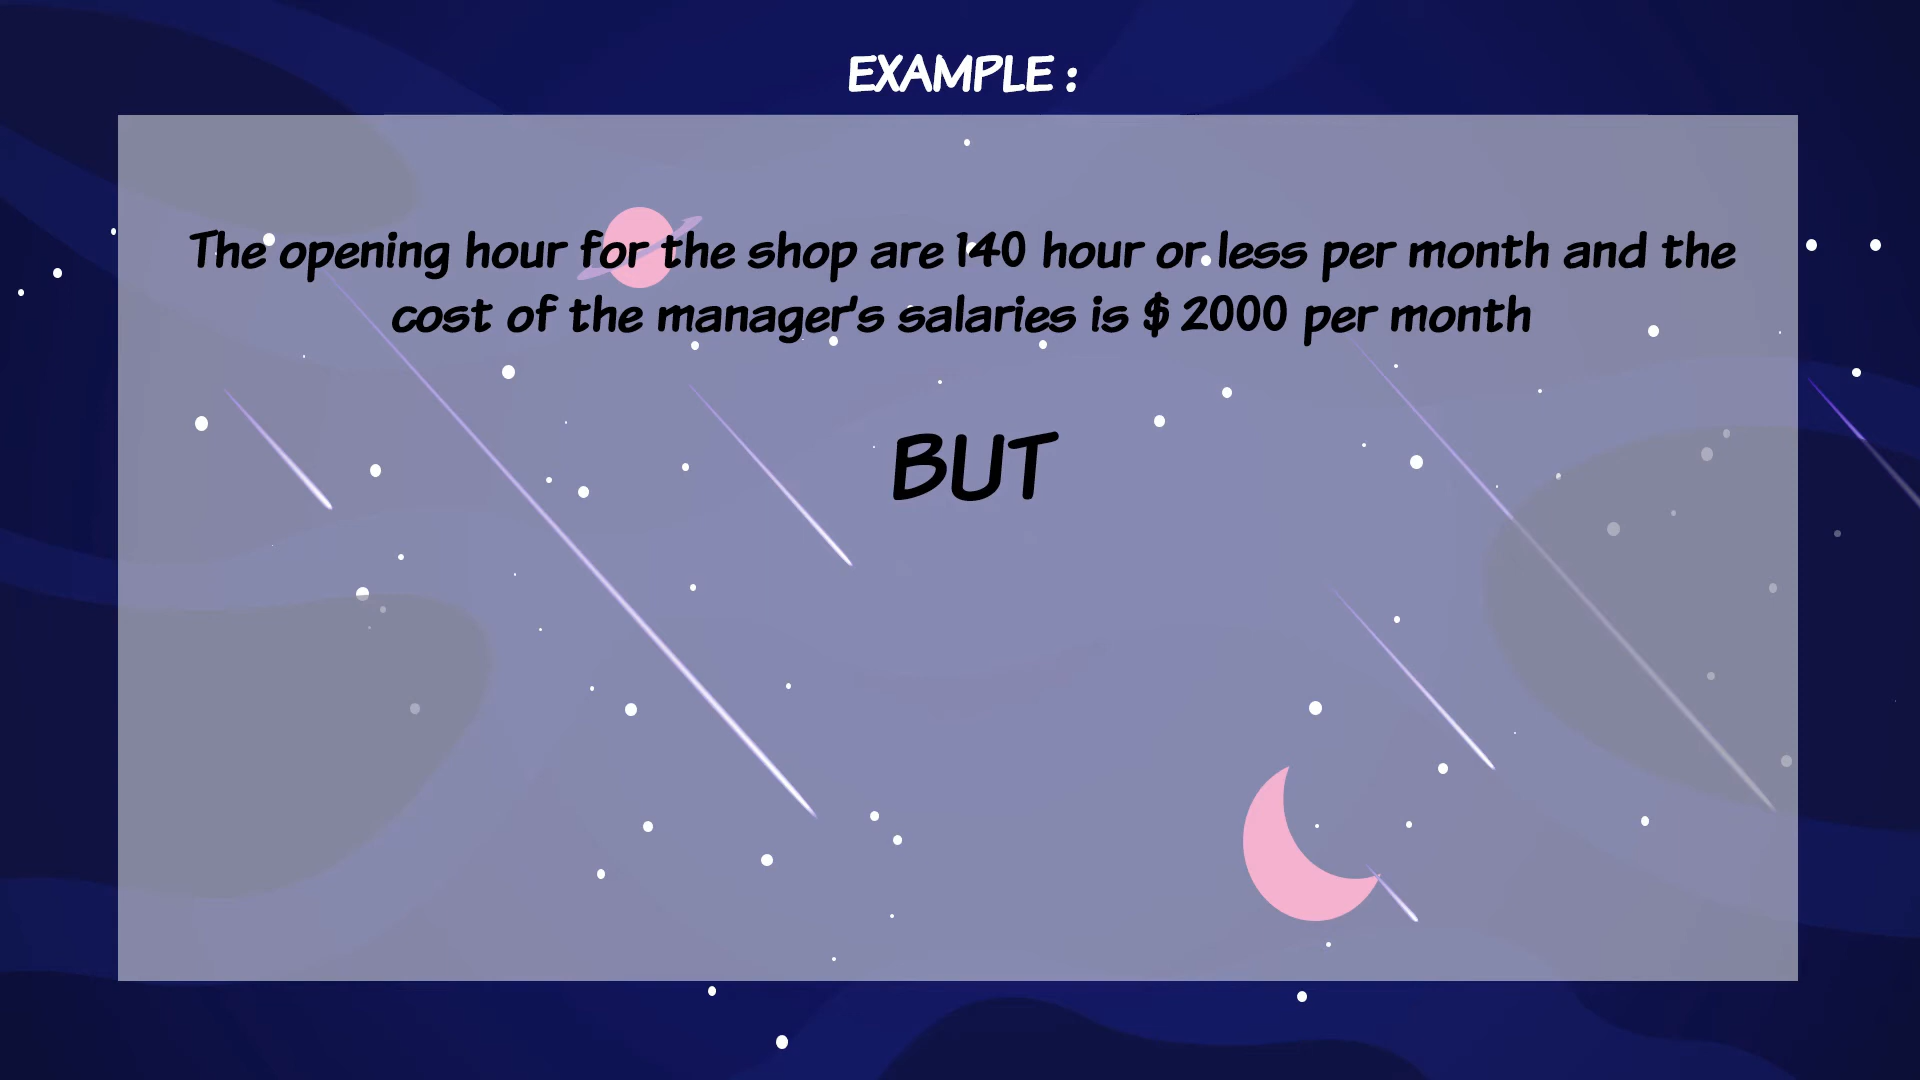 EXAMPLE :
The opening hour for the shop are 140 hour or less per month and the
cost of the manager's salaries is $ 2000 per month
BUT